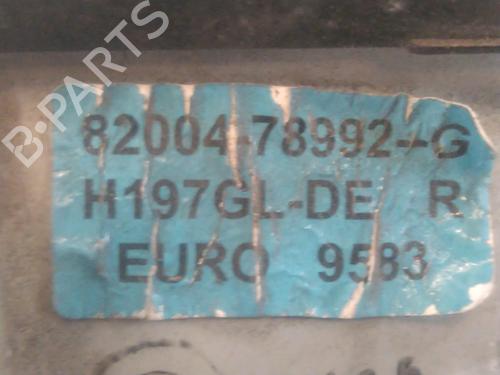 B-PARTS
82004-78992--G
H197GL-DE R
EURO 9583